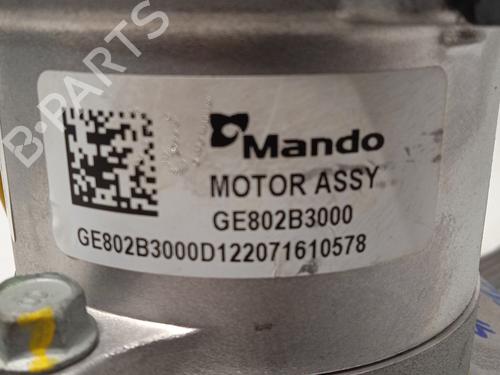 B-PARTS
Mando
MOTOR ASSY
GE802B3000
GE802B3000D122071610578